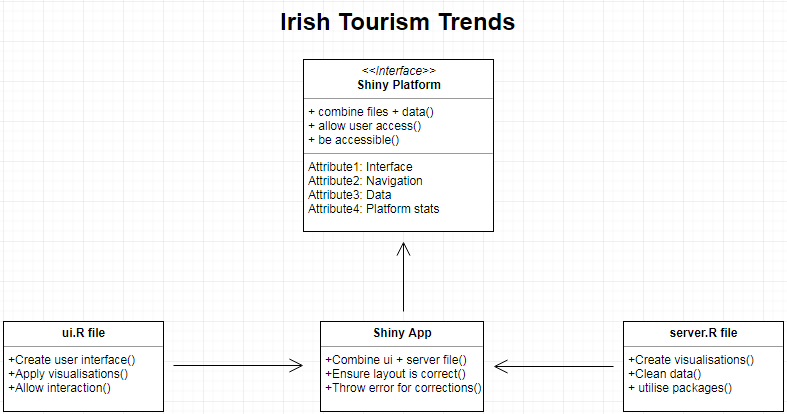 Irish Tourism Trends
<<Interface>>
Shiny Platform
+ combine files + data()
+ allow user access()
+ be accessible()
Attribute1: Interface
Attribute2: Navigation
Attribute3: Data
Attribute4: Platform stats
ui.R file
+Create user interface()
+Apply visualisations()
+Allow interaction()
Shiny App
+Combine ui + server file()
+Ensure layout is correct()
+Throw error for corrections()
server.R file
+Create visualisations()
+Clean data()
+ utilise packages()